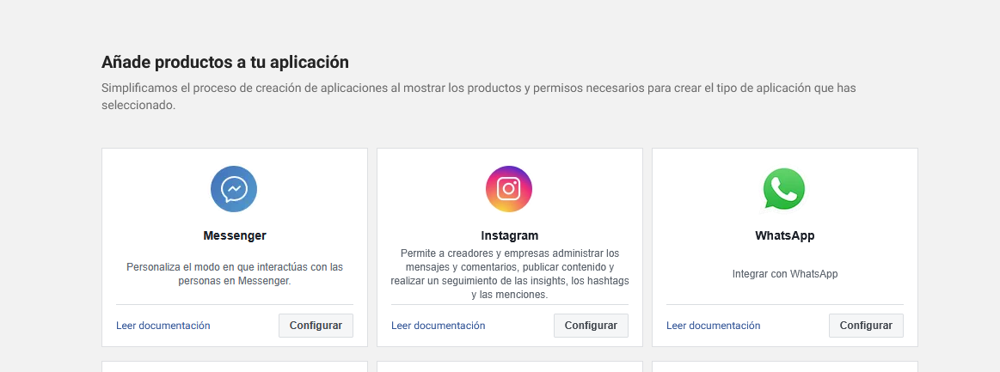 Añade productos a tu aplicación
Simplificamos el proceso de creación de aplicaciones al mostrar los productos y permisos necesarios para crear el tipo de aplicación que has
seleccionado.
Messenger
Personaliza el modo en que interactúas con las
personas en Messenger.
Leer documentación
Configurar
Instagram
Permite a creadores y empresas administrar los
mensajes y comentarios, publicar contenido y
realizar un seguimiento de las insights, los hashtags
y las menciones.
Leer documentación
Configurar
WhatsApp
Integrar con WhatsApp
Leer documentación
Configurar